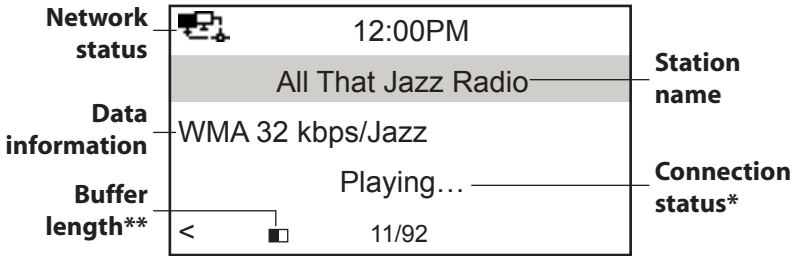 Network
status
12:00PM
All That Jazz Radio
Station
name
Data
information
WMA 32 kbps/Jazz
Playing…
Connection
status*
Buffer
length**
< 11/92